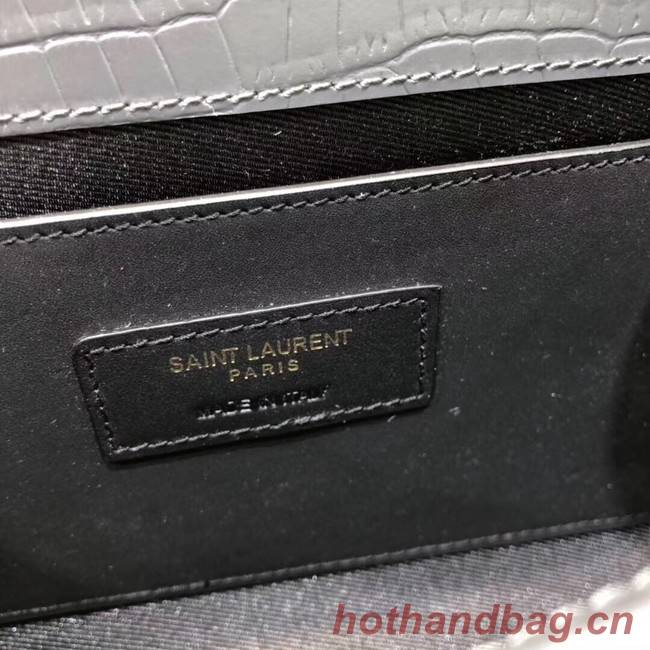 SAINT LAURENT
PARIS
MADE IN ITALY
hothandbag.cn